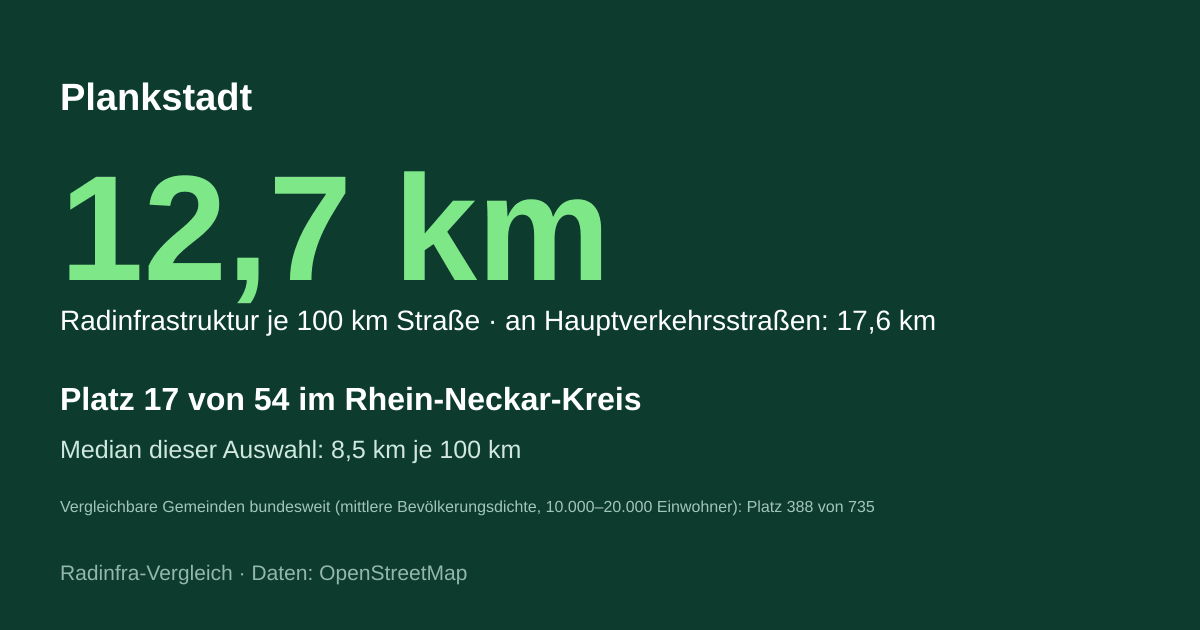 Plankstadt
12,7 km
Radinfrastruktur je 100 km Straße · an Hauptverkehrsstraßen: 17,6 km
Platz 17 von 54 im Rhein-Neckar-Kreis
Median dieser Auswahl: 8,5 km je 100 km
Vergleichbare Gemeinden bundesweit (mittlere Bevölkerungsdichte, 10.000–20.000 Einwohner): Platz 388 von 735
Radinfra-Vergleich · Daten: OpenStreetMap